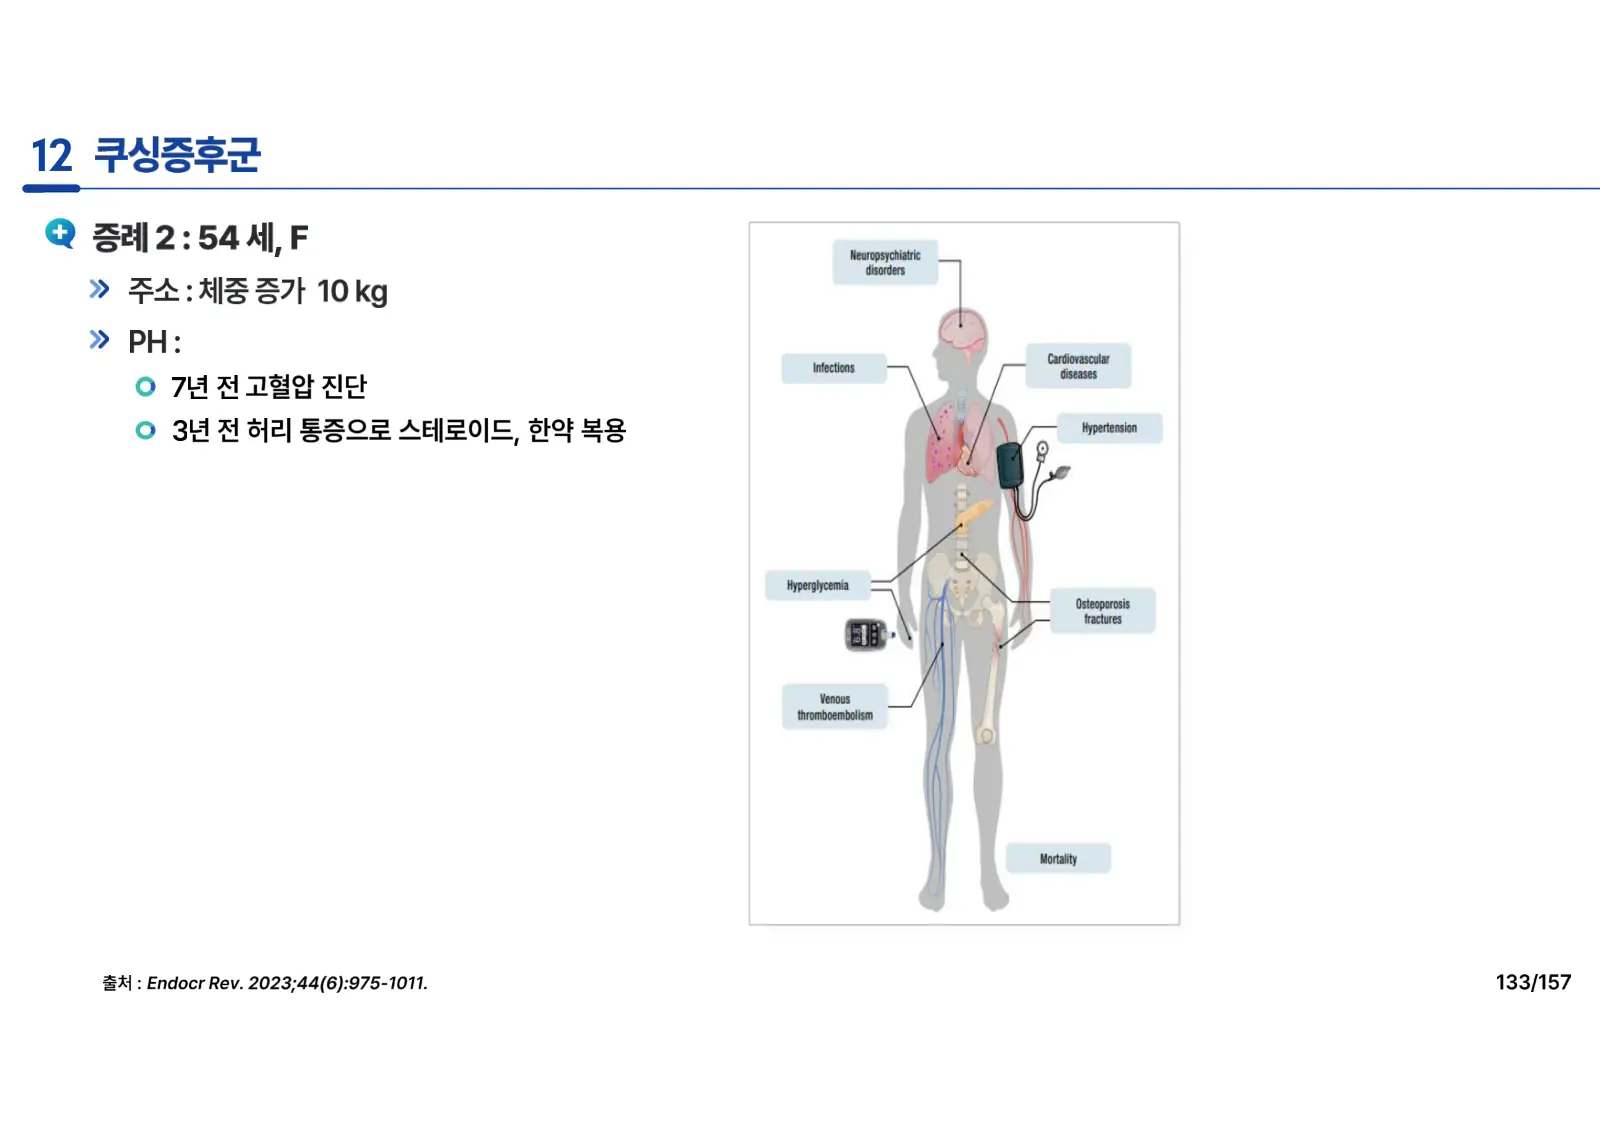 12 쿠싱증후군
증례 2 : 54 세, F
주소 : 체중 증가 10 kg
PH :
7년 전 고혈압 진단
3년 전 허리 통증으로 스테로이드, 한약 복용
Neuropsychiatric
disorders
Infections
Cardiovascular
diseases
Hypertension
Hyperglycemia
Osteoporosis
fractures
Venous
thromboembolism
Mortality
출처 : Endocr Rev. 2023;44(6):975-1011.
133/157